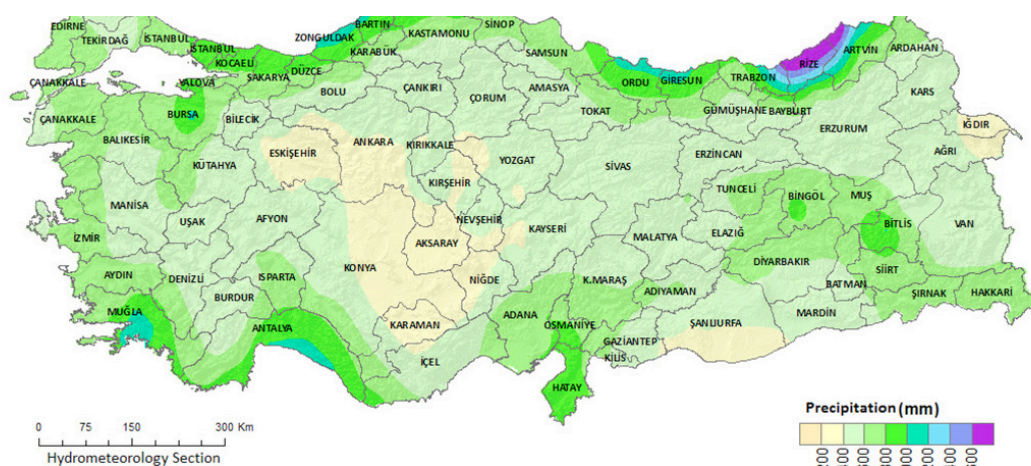 EDİRNE
TEKİRDAĞ
İSTANBUL
İSTANBUL
KOCAELİ
YALOVA
SAKARYA
DÜZCE
ZONGULDAK
BARTIN
KARABÜK
KASTAMONU
SİNOP
SAMSUN
ORDU
GİRESUN
TRABZON
RİZE
ARTVİN
ARDAHAN
ÇANAKKALE
ÇANAKKALE
BALIKESİR
BURSA
BİLECİK
BOLU
ÇANKIRI
ÇORUM
AMASYA
TOKAT
GÜMÜŞHANE
BAYBURT
ERZURUM
KARS
IĞDIR
AĞRI
KÜTAHYA
ESKİŞEHİR
ANKARA
KIRIKKALE
KIRŞEHİR
YOZGAT
SİVAS
ERZİNCAN
TUNCELİ
BİNGÖL
MUŞ
BİTLİS
VAN
MANİSA
UŞAK
AFYON
NEVŞEHİR
AKSARAY
KAYSERİ
MALATYA
ELAZIĞ
İZMİR
AYDIN
DENİZLİ
ISPARTA
BURDUR
KONYA
NİĞDE
K.MARAŞ
ADIYAMAN
DİYARBAKIR
BATMAN
SİİRT
ŞIRNAK
HAKKARİ
MUĞLA
ANTALYA
KARAMAN
İÇEL
ADANA
OSMANİYE
GAZİANTEP
KİLİS
ŞANLIURFA
MARDİN
HATAY
0 75 150 300 Km
Hydrometeorology Section
Precipitation (mm)